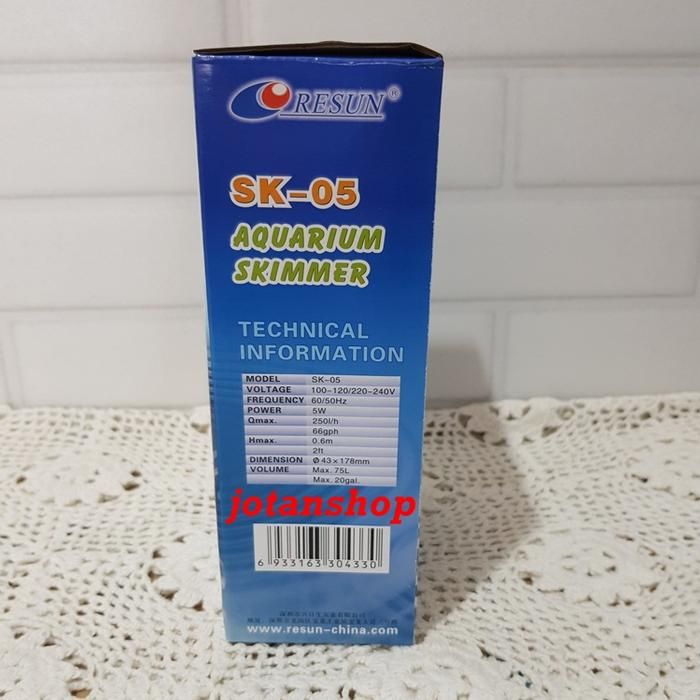 RESUN®
SK-05
AQUARIUM
SKIMMER
TECHNICAL
INFORMATION
MODEL SK-05
VOLTAGE 100-120/220-240V
FREQUENCY 60/50Hz
POWER 5W
Qmax. 250l/h
66gph
Hmax. 0.6m
2ft
DIMENSION Ø 43×178mm
VOLUME Max. 75L
Max. 20gal.
jotanshop
6 933163 304330
www.resun-china.com